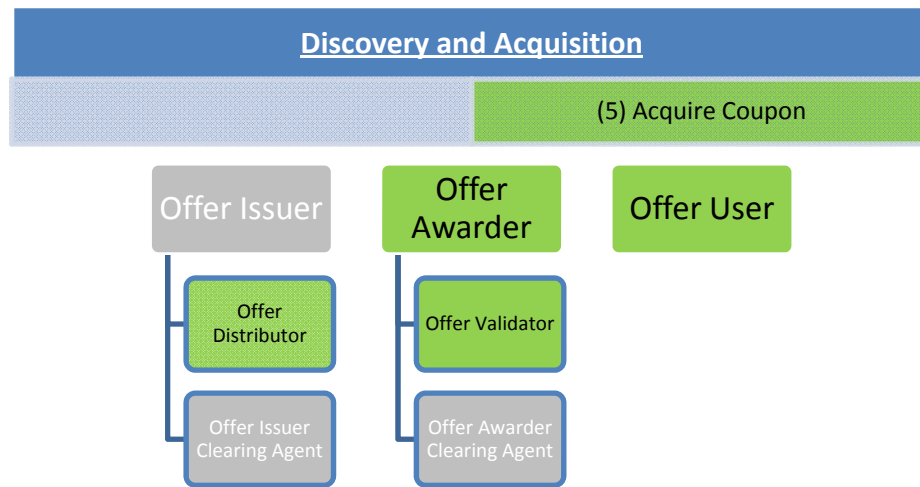 Discovery and Acquisition
(5) Acquire Coupon
Offer Issuer
Offer
Awarder
Offer User
Offer
Distributor
Offer Validator
Offer Issuer
Clearing Agent
Offer Awarder
Clearing Agent